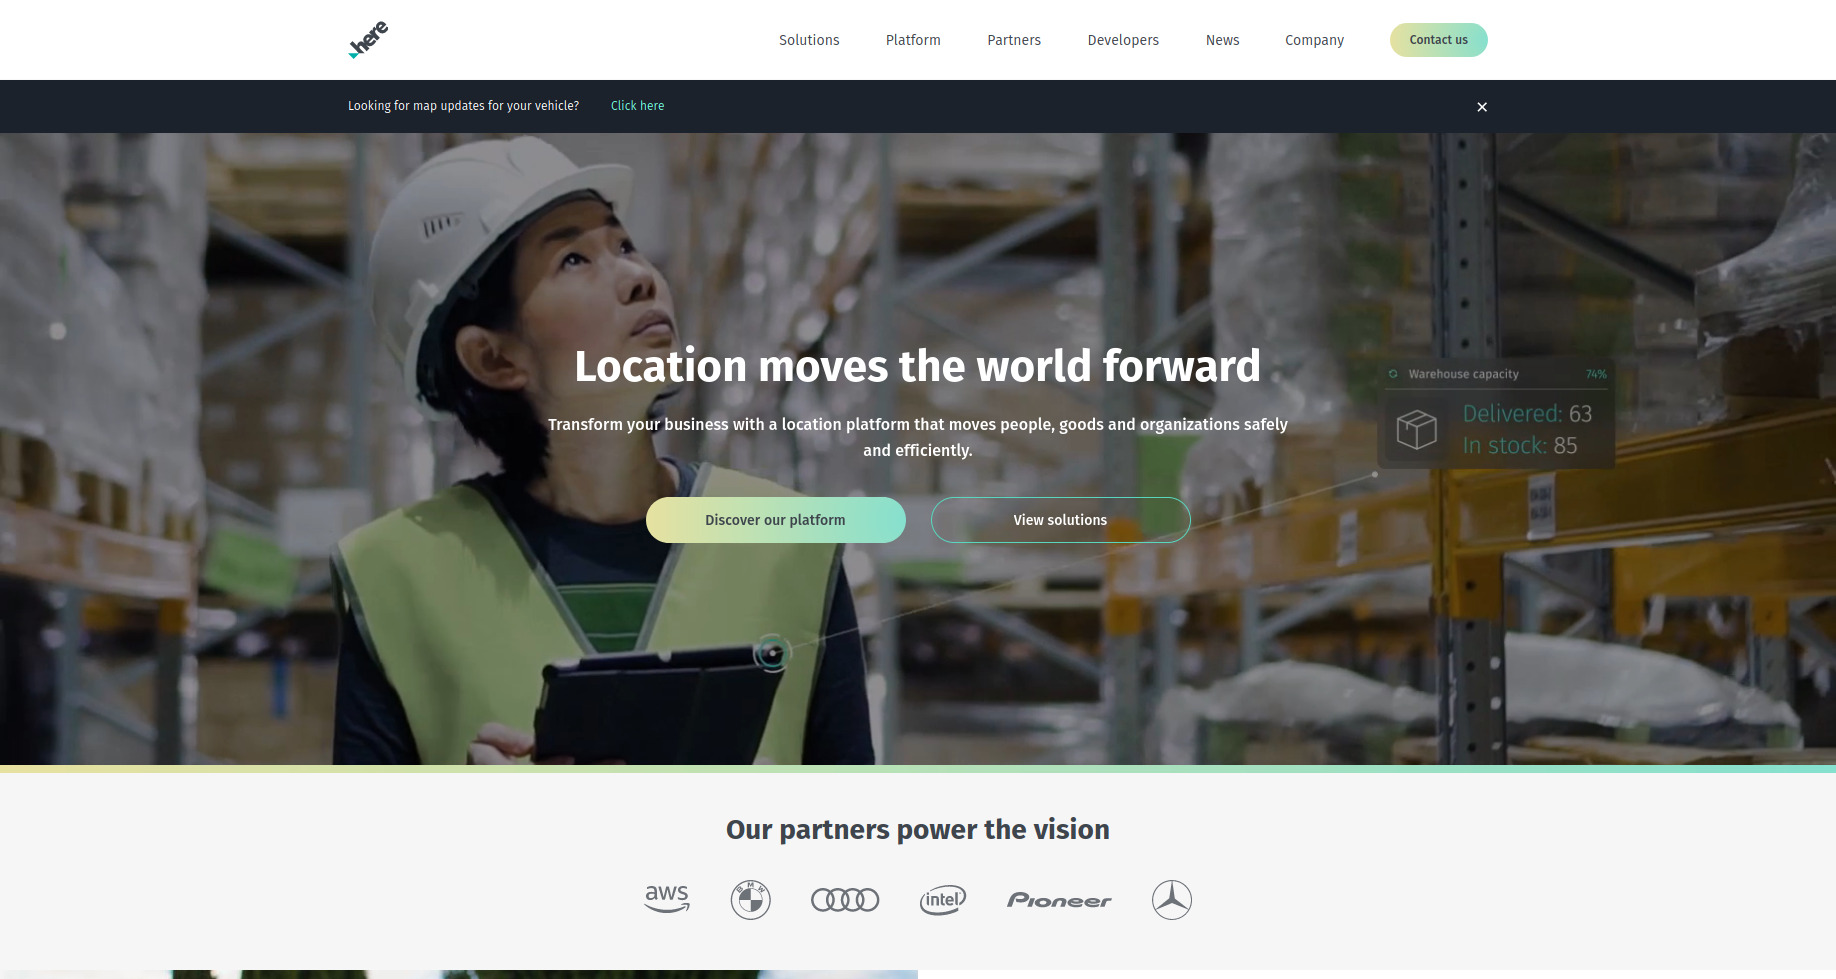 here
Solutions
Platform
Partners
Developers
News
Company
Contact us
Looking for map updates for your vehicle?
Click here
Location moves the world forward
Transform your business with a location platform that moves people, goods and organizations safely
and efficiently.
Discover our platform
View solutions
Warehouse capacity
74%
Delivered: 63
In stock: 85
Our partners power the vision
aws
BMW
intel
Pioneer